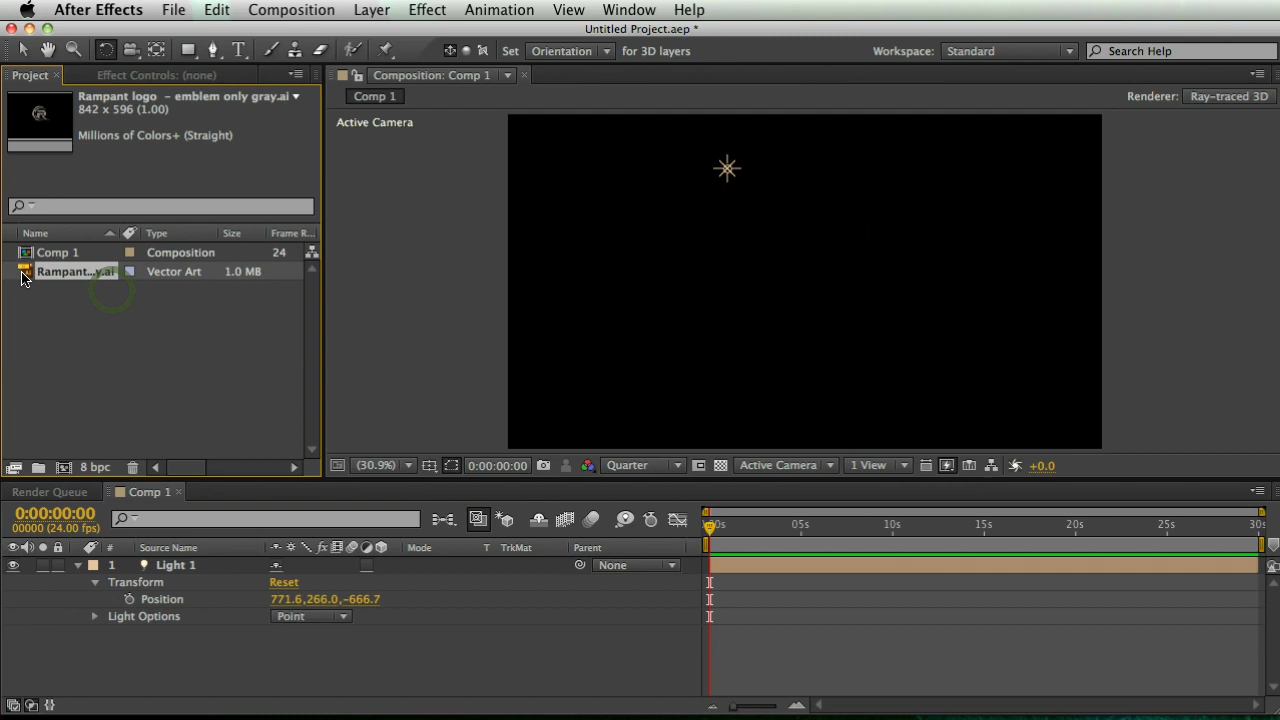 After Effects File Edit Composition Layer Effect Animation View Window Help
Untitled Project.aep *
T Set Orientation for 3D layers Workspace: Standard Search Help
Project × Effect Controls: (none) Composition: Comp 1 ×
Rampant logo - emblem only gray.ai
842 x 596 (1.00)
Millions of Colors+ (Straight)
Comp 1 Renderer: Ray-traced 3D
Active Camera
Name Type Size Frame R...
Comp 1 Composition 24
Rampant...y.ai Vector Art 1.0 MB
8 bpc (30.9%) 0:00:00:00 Quarter Active Camera 1 View +0.0
Render Queue Comp 1 ×
0:00:00:00
00000 (24.00 fps)
00s 05s 10s 15s 20s 25s 30s
# Source Name fx Mode T TrkMat Parent
1 Light 1 None
Transform Reset
Position 771.6,266.0,-666.7
Light Options Point